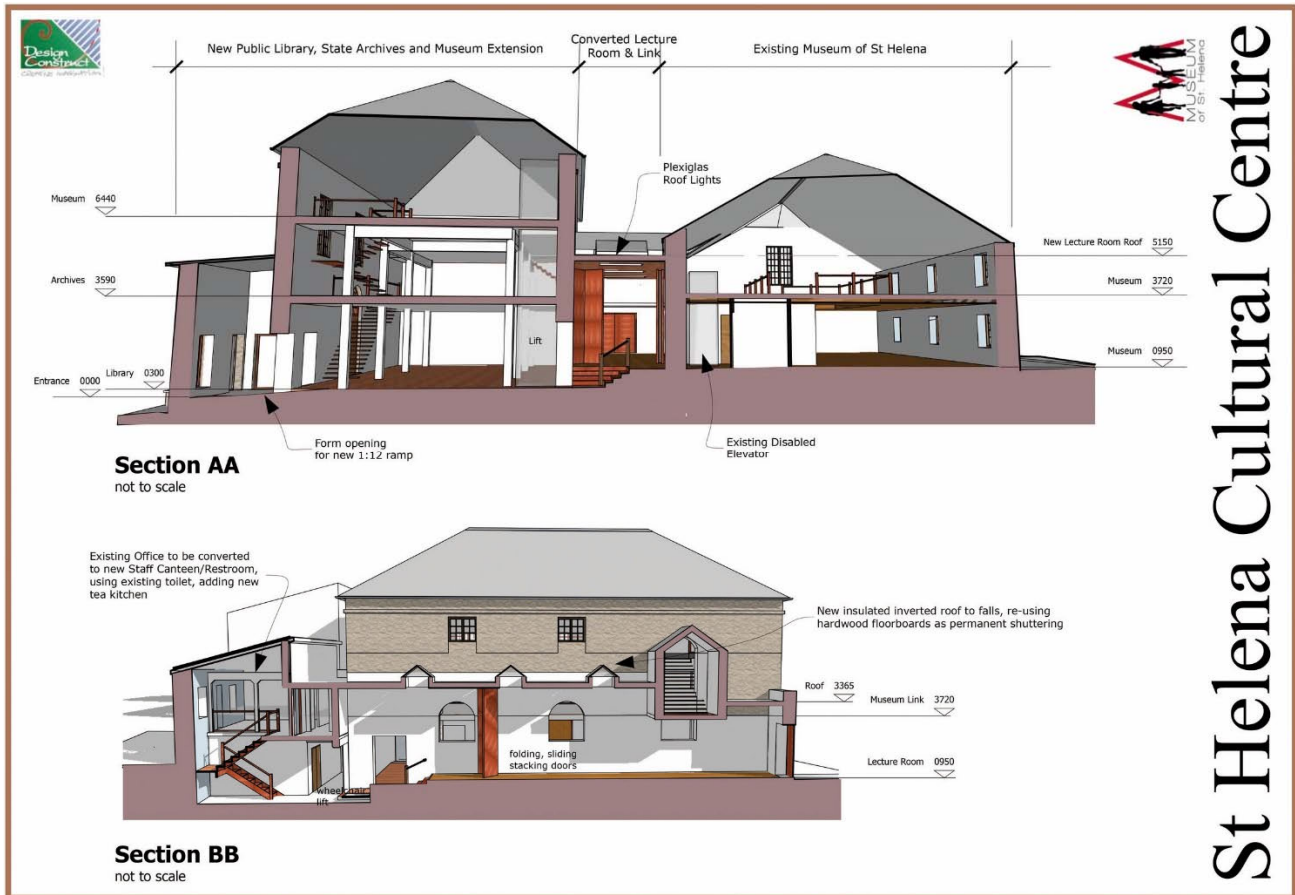 Design
Construct
New Public Library, State Archives and Museum Extension
Converted Lecture
Room & Link
Existing Museum of St Helena
MUSEUM
of St. Helena
St Helena Cultural Centre
Plexiglas
Roof Lights
Museum 6440
New Lecture Room Roof 5150
Archives 3590
Museum 3720
Lift
Museum 0950
Library 0300
Entrance 0000
Form opening
for new 1:12 ramp
Existing Disabled
Elevator
Section AA
not to scale
Existing Office to be converted
to new Staff Canteen/Restroom,
using existing toilet, adding new
tea kitchen
New insulated inverted roof to falls, re-using
hardwood floorboards as permanent shuttering
Roof 3365
Museum Link 3720
folding, sliding
stacking doors
Lecture Room 0950
lift
Section BB
not to scale